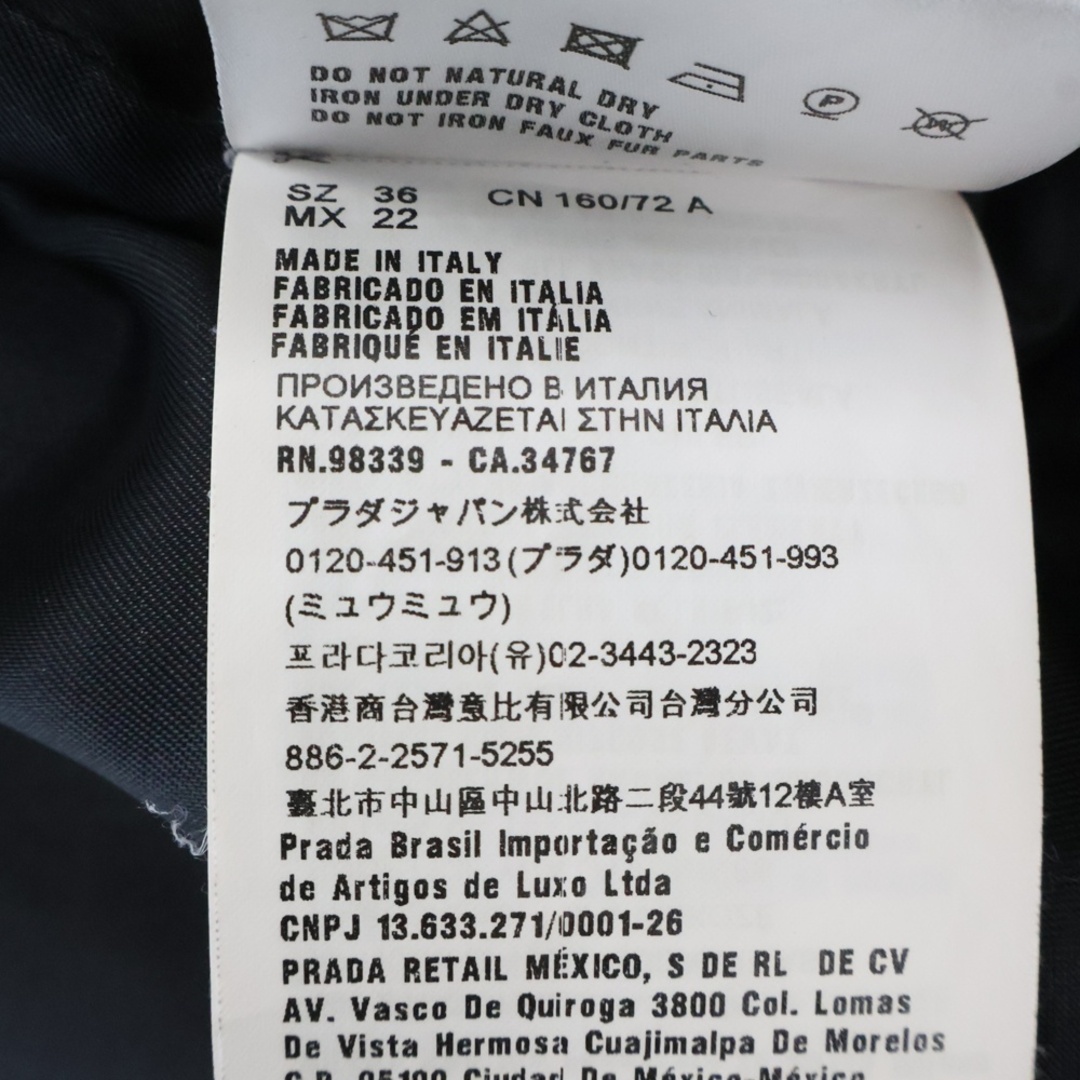 DO NOT NATURAL DRY
IRON UNDER DRY CLOTH
DO NOT IRON FAUX FUR PARTS
P
SZ 36 CN 160/72 A
MX 22
MADE IN ITALY
FABRICADO EN ITALIA
FABRICADO EM ITÁLIA
FABRIQUÉ EN ITALIE
ПРОИЗВЕДЕНО В ИТАЛИЯ
ΚΑΤΑΣΚΕΥΑΖΕΤΑΙ ΣΤΗΝ ΙΤΑΛΙΑ
RN.98339 - CA.34767
プラダジャパン株式会社
0120-451-913(プラダ)0120-451-993
(ミュウミュウ)
프라다코리아(유)02-3443-2323
香港商台灣意比有限公司台灣分公司
886-2-2571-5255
臺北市中山區中山北路二段44號12樓A室
Prada Brasil Importação e Comércio
de Artigos de Luxo Ltda
CNPJ 13.633.271/0001-26
PRADA RETAIL MÉXICO, S DE RL DE CV
AV. Vasco De Quiroga 3800 Col. Lomas
De Vista Hermosa Cuajimalpa De Morelos
C.P. 05100 Ciudad De México-México